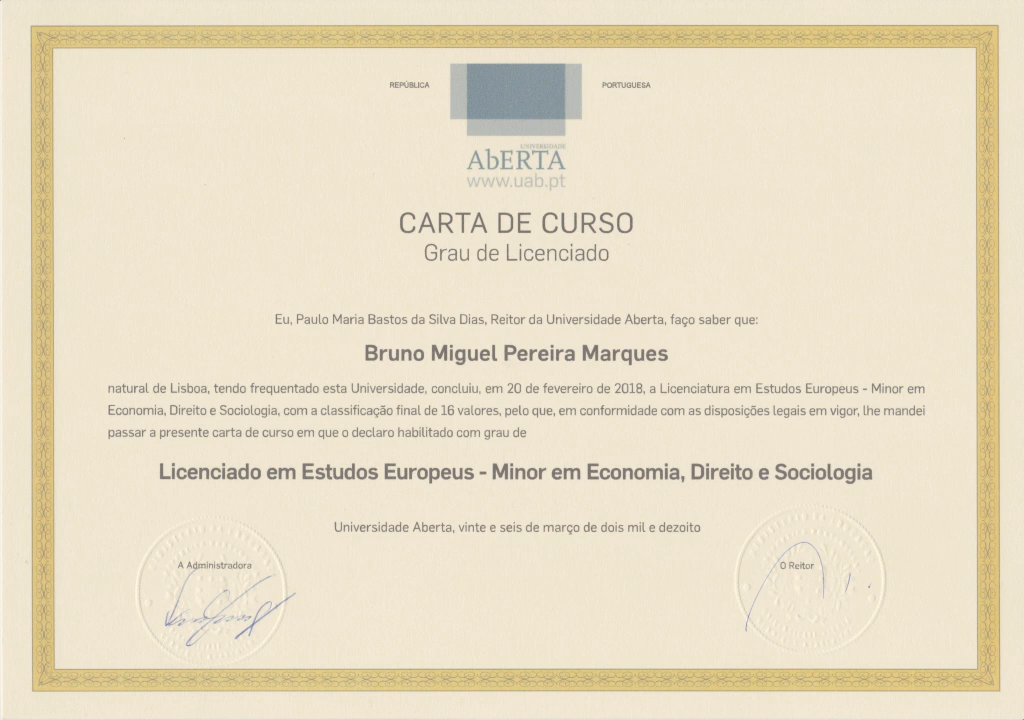 REPÚBLICA PORTUGUESA
UNIVERSIDADE
AbERTA
www.uab.pt
CARTA DE CURSO
Grau de Licenciado
Eu, Paulo Maria Bastos da Silva Dias, Reitor da Universidade Aberta, faço saber que:
Bruno Miguel Pereira Marques
natural de Lisboa, tendo frequentado esta Universidade, concluiu, em 20 de fevereiro de 2018, a Licenciatura em Estudos Europeus - Minor em
Economia, Direito e Sociologia, com a classificação final de 16 valores, pelo que, em conformidade com as disposições legais em vigor, lhe mandei
passar a presente carta de curso em que o declaro habilitado com grau de
Licenciado em Estudos Europeus - Minor em Economia, Direito e Sociologia
Universidade Aberta, vinte e seis de março de dois mil e dezoito
A Administradora
O Reitor